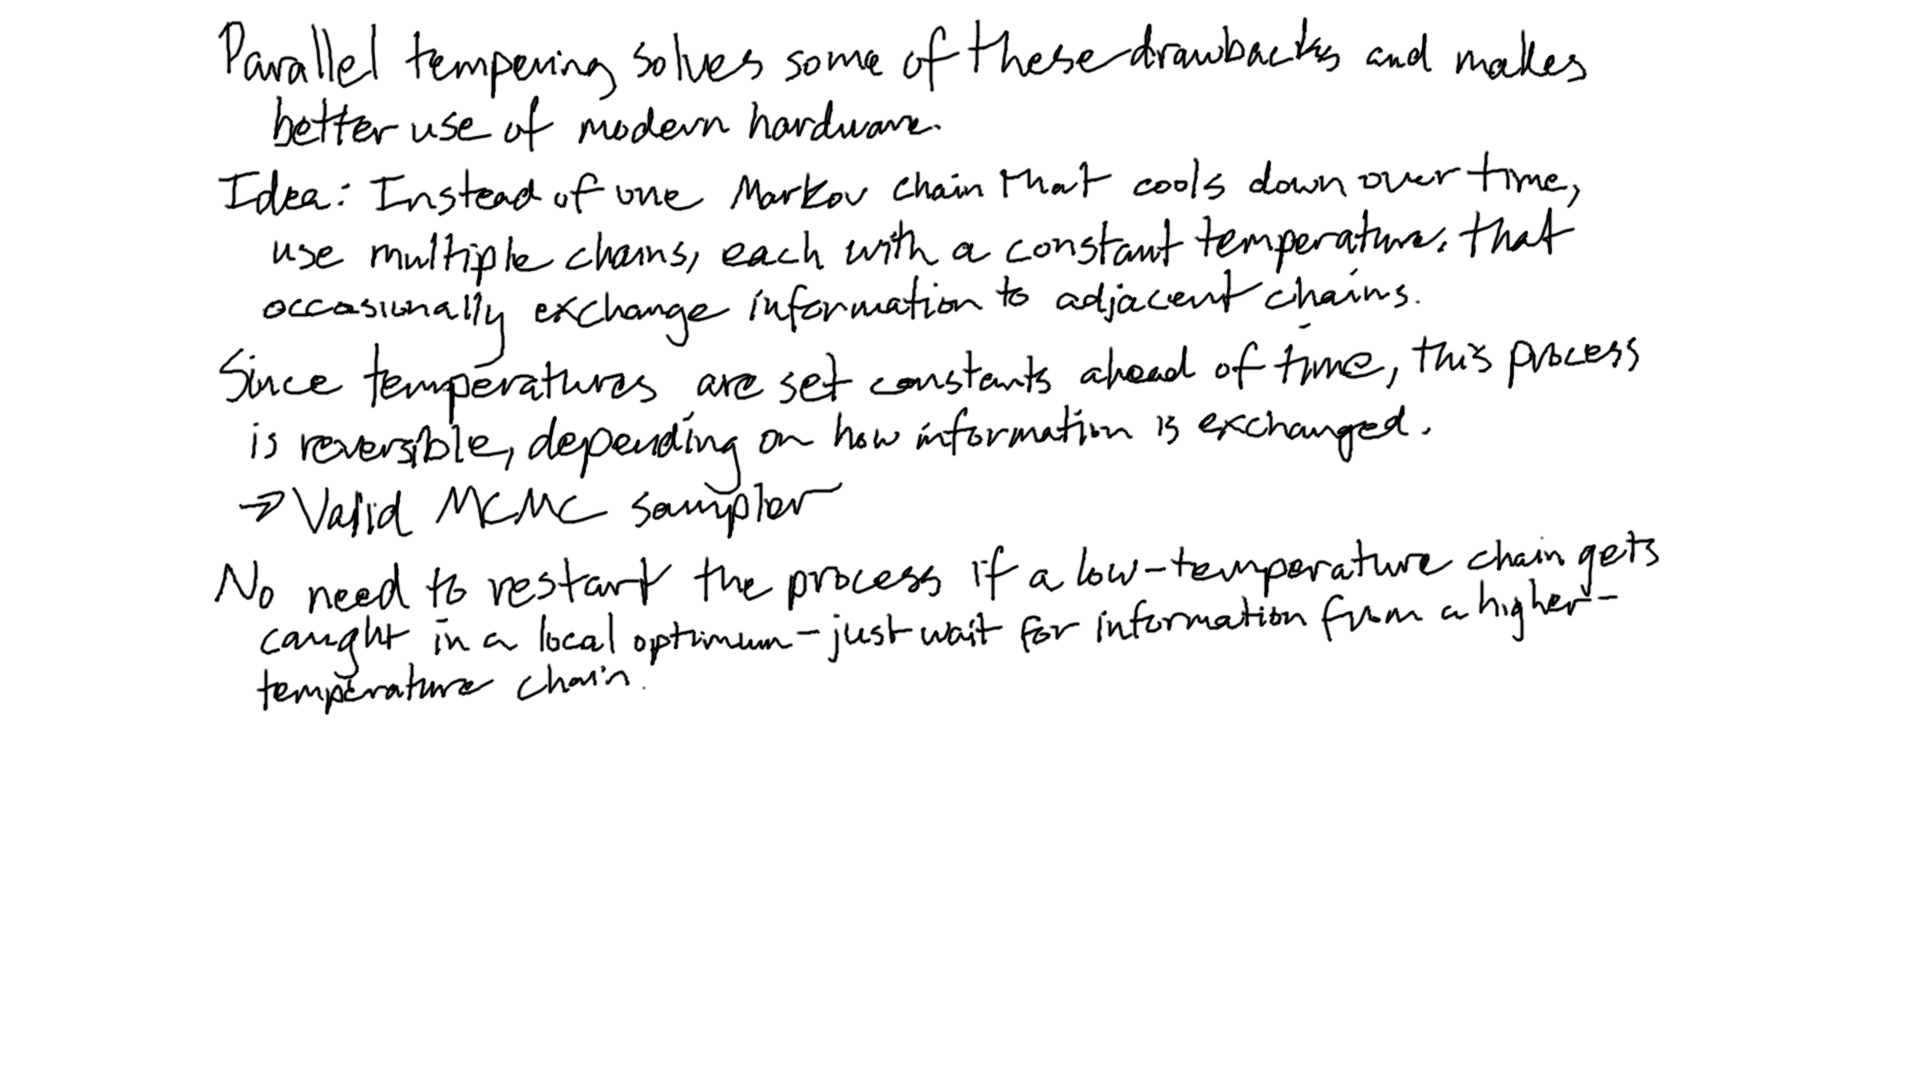 Parallel tempering solves some of these drawbacks and makes
better use of modern hardware.
Idea: Instead of one Markov chain that cools down over time,
use multiple chains, each with a constant temperature, that
occasionally exchange information to adjacent chains.
Since temperatures are set constants ahead of time, this process
is reversible, depending on how information is exchanged.
→ Valid MCMC sampler
No need to restart the process if a low-temperature chain gets
caught in a local optimum – just wait for information from a higher-
temperature chain.